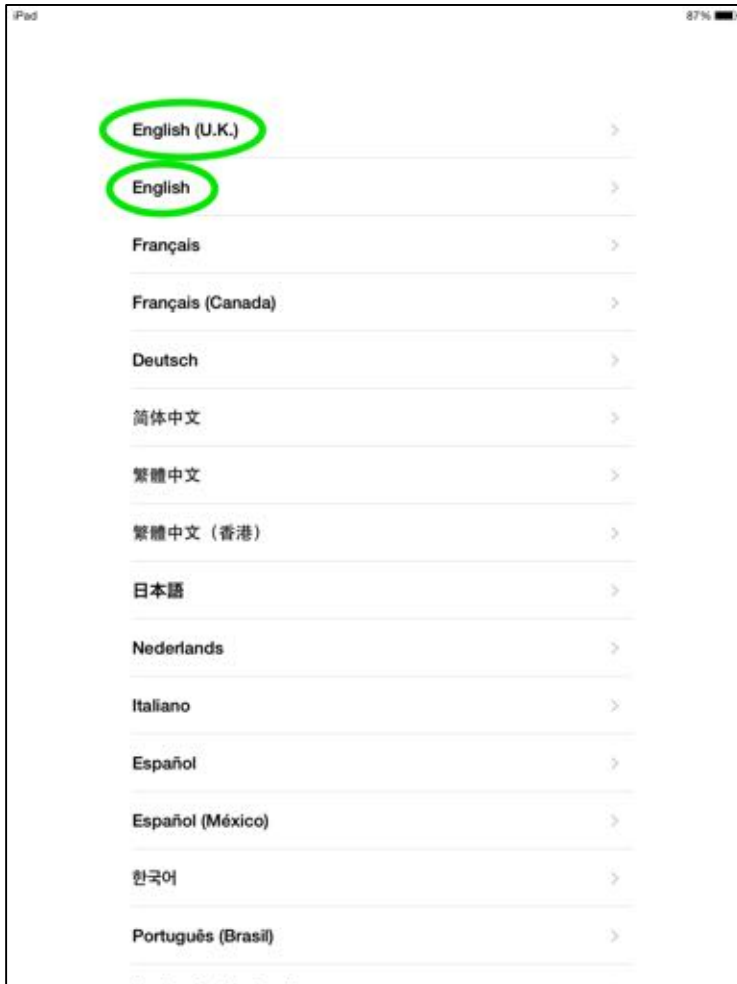 iPad
87%
English (U.K.)
English
Français
Français (Canada)
Deutsch
简体中文
繁體中文
繁體中文（香港）
日本語
Nederlands
Italiano
Español
Español (México)
한국어
Português (Brasil)